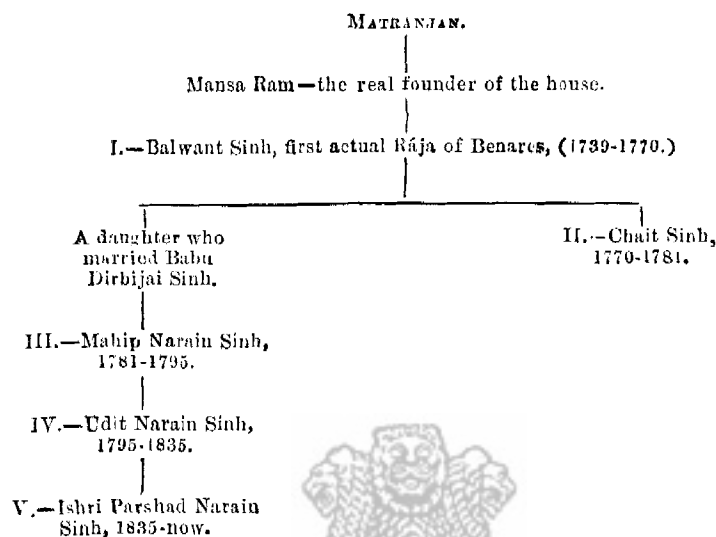 MATRANJAN.
Mansa Ram—the real founder of the house.
I.—Balwant Sinh, first actual Rája of Benares, (1739-1770.)
A daughter who
married Babu
Dirbijai Sinh.
II.—Chait Sinh,
1770-1781.
III.—Mahip Narain Sinh,
1781-1795.
IV.—Udit Narain Sinh,
1795-1835.
V.—Ishri Parshad Narain
Sinh, 1835-now.